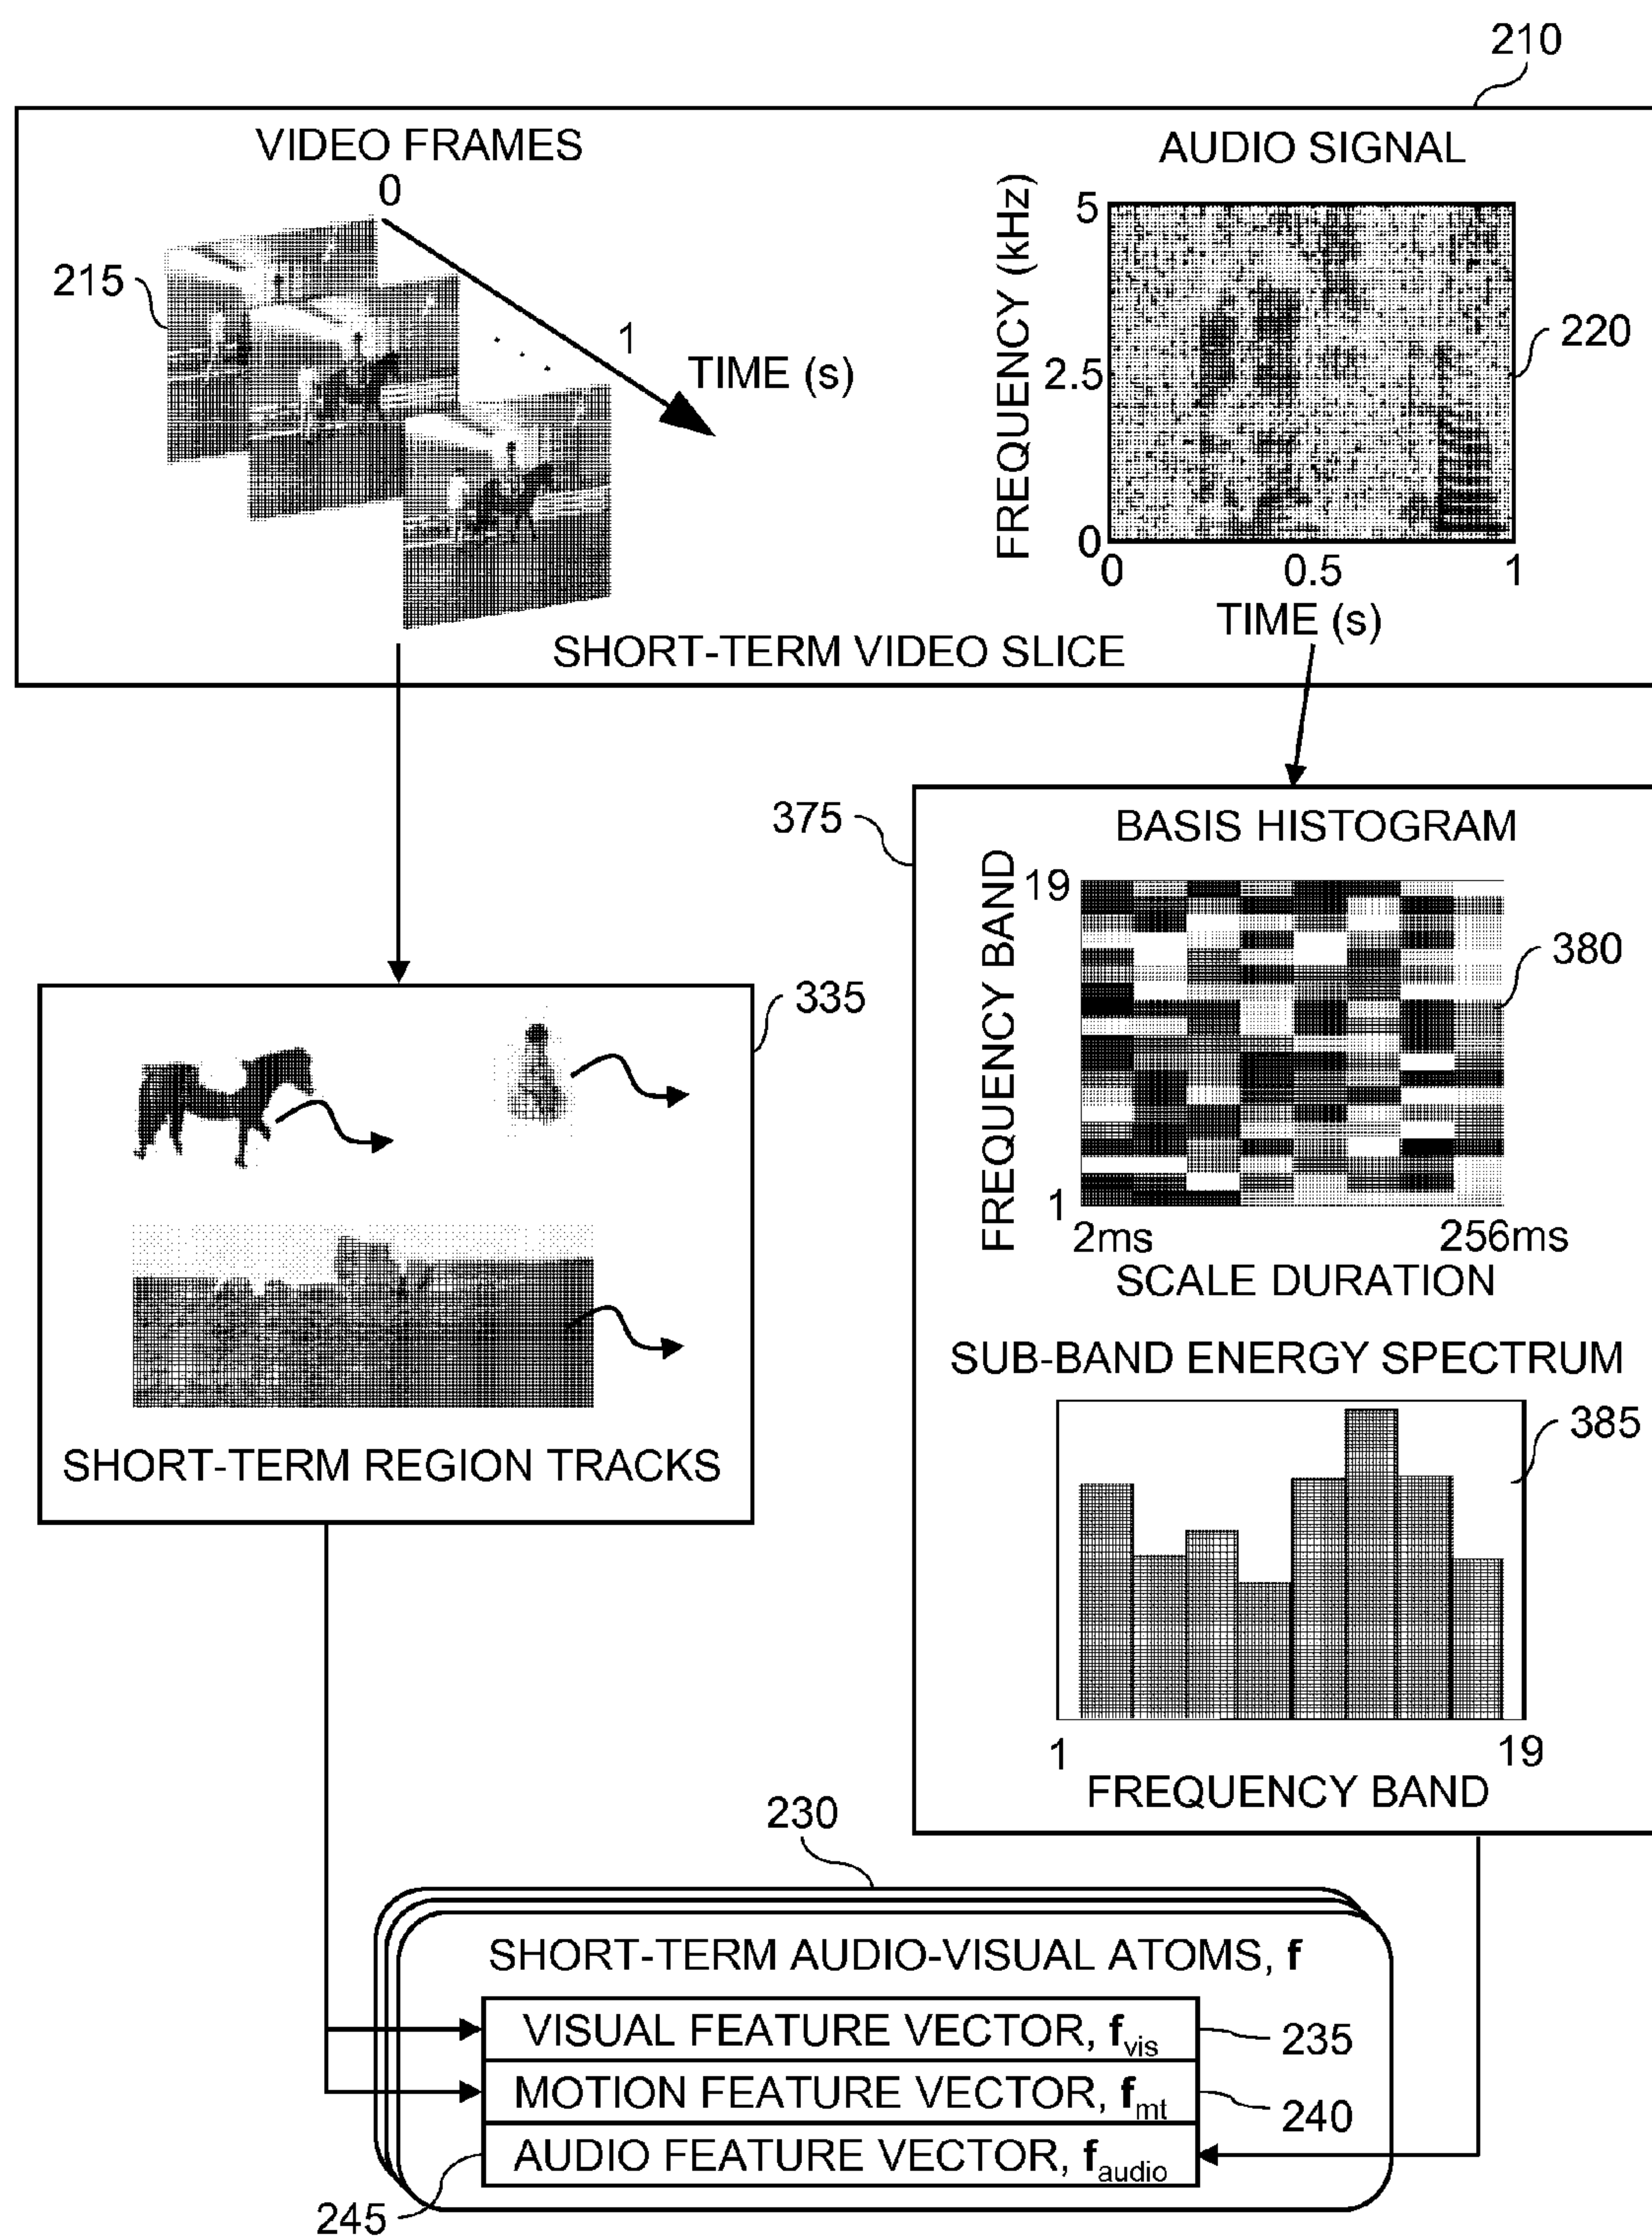 210
VIDEO FRAMES
0
215
1
TIME (s)
AUDIO SIGNAL
FREQUENCY (kHz)
5
2.5
0
0 0.5 1
TIME (s)
220
SHORT-TERM VIDEO SLICE
375
BASIS HISTOGRAM
FREQUENCY BAND
19
1
2ms 256ms
SCALE DURATION
380
335
SHORT-TERM REGION TRACKS
SUB-BAND ENERGY SPECTRUM
385
1 19
FREQUENCY BAND
230
SHORT-TERM AUDIO-VISUAL ATOMS, f
VISUAL FEATURE VECTOR, fvis
235
MOTION FEATURE VECTOR, fmt
240
AUDIO FEATURE VECTOR, faudio
245